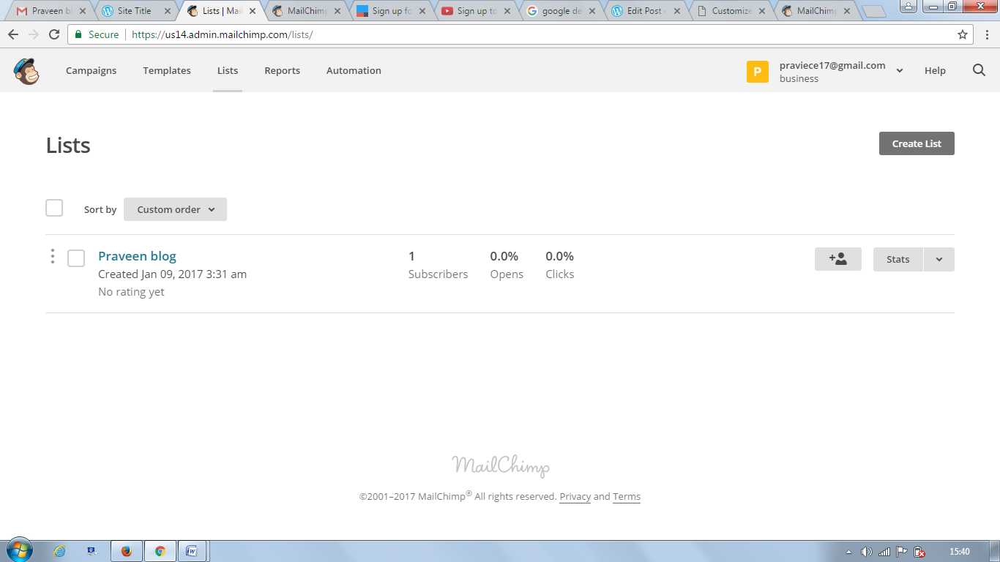 Praveen b
Site Title
Lists | Mail
MailChimp
Sign up fo
Sign up to
google de
Edit Post
Customize
MailChimp
Secure
https://us14.admin.mailchimp.com/lists/
Campaigns
Templates
Lists
Reports
Automation
P
praviece17@gmail.com
business
Help
Lists
Create List
Sort by
Custom order
Praveen blog
Created Jan 09, 2017 3:31 am
No rating yet
1
Subscribers
0.0%
Opens
0.0%
Clicks
Stats
MailChimp
©2001–2017 MailChimp® All rights reserved. Privacy and Terms
15:40